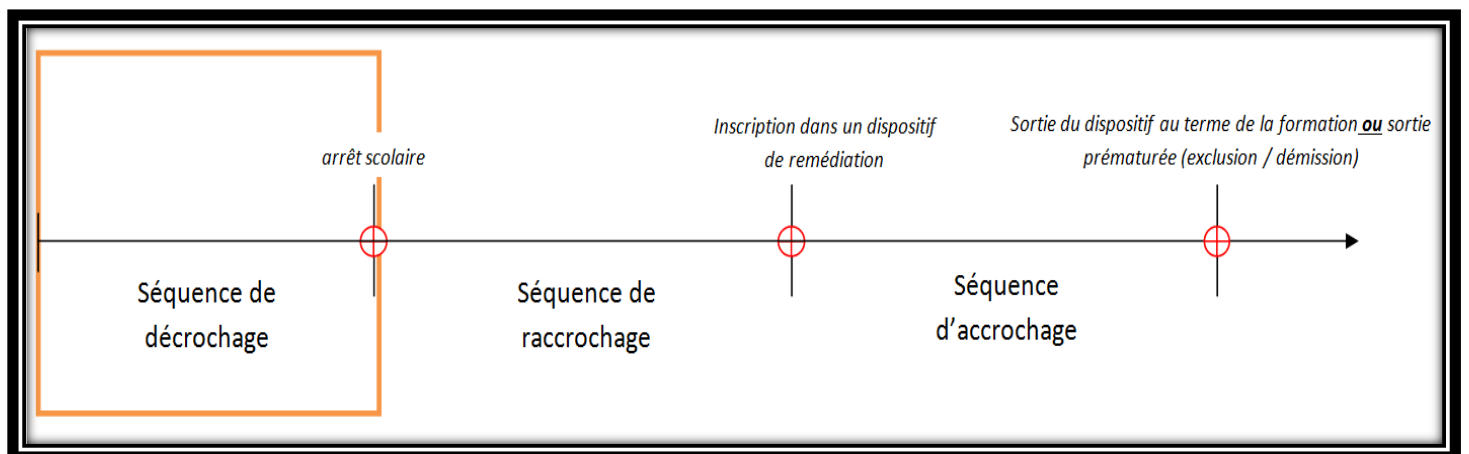 arrêt scolaire
Inscription dans un dispositif
de remédiation
Sortie du dispositif au terme de la formation ou sortie
prématurée (exclusion / démission)
Séquence de
décrochage
Séquence de
raccrochage
Séquence
d'accrochage